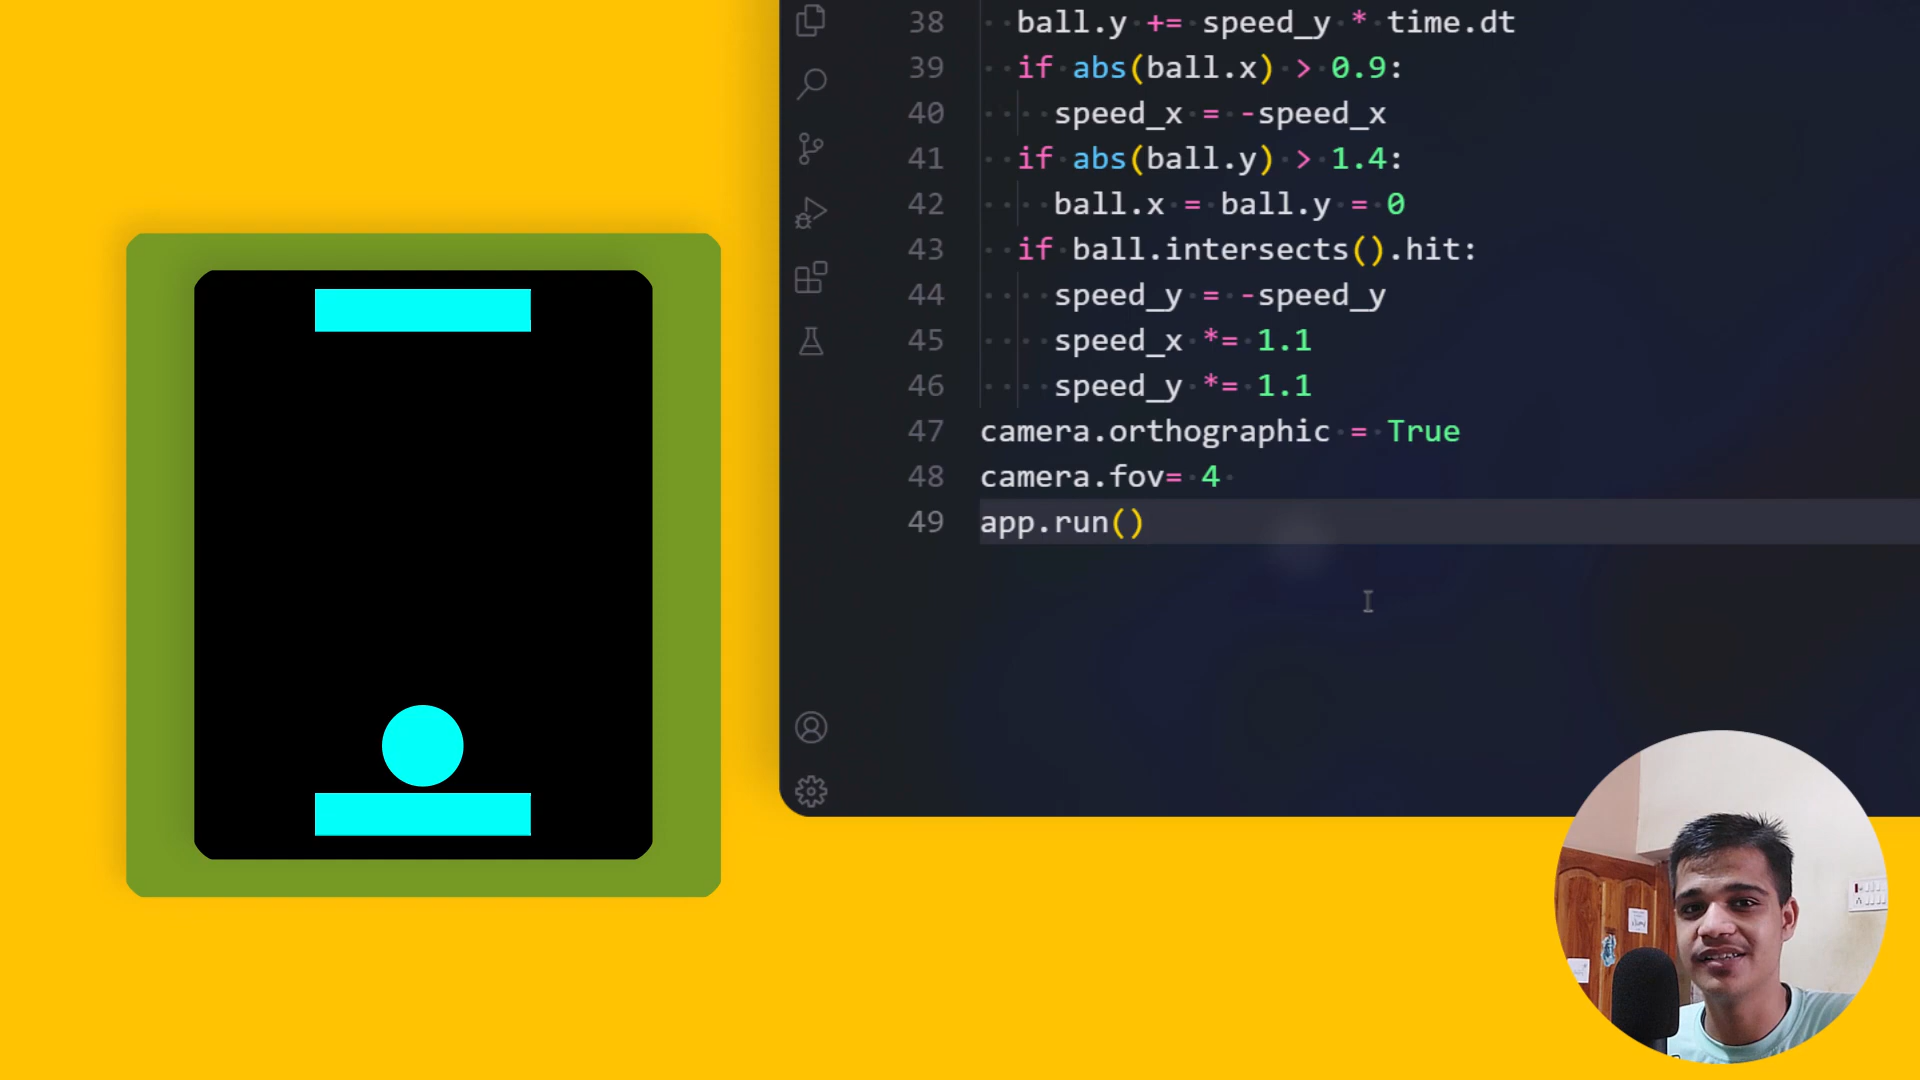 38 ball.y += speed_y * time.dt
39 if abs(ball.x) > 0.9:
40 speed_x = -speed_x
41 if abs(ball.y) > 1.4:
42 ball.x = ball.y = 0
43 if ball.intersects().hit:
44 speed_y = -speed_y
45 speed_x *= 1.1
46 speed_y *= 1.1
47 camera.orthographic = True
48 camera.fov= 4
49 app.run()